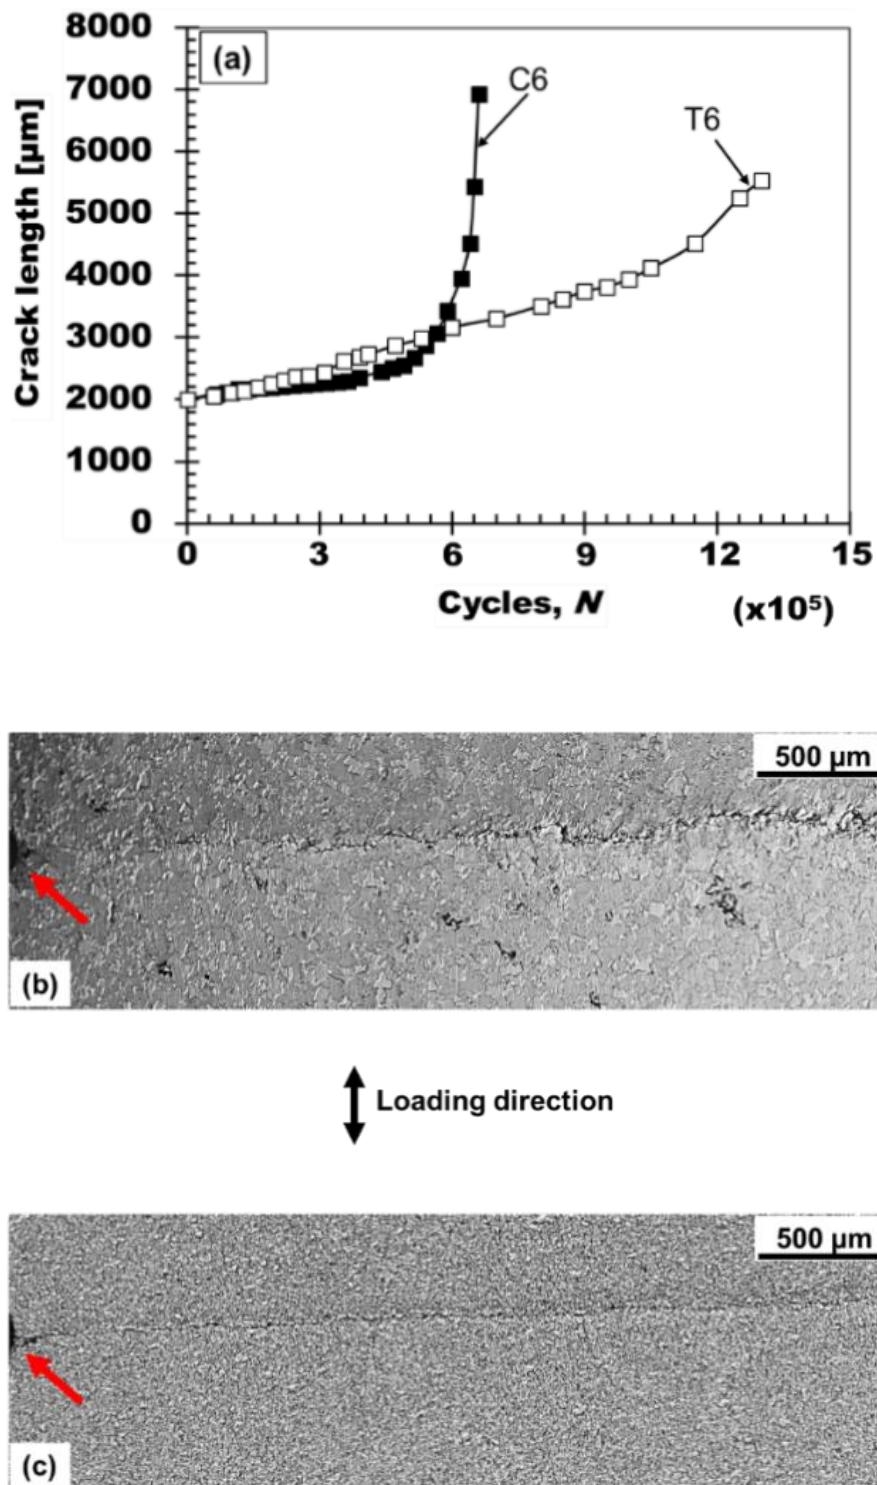 8000
(a)
7000
C6
6000
T6
5000
4000
3000
2000
1000
0
Crack length [µm]
0 3 6 9 12 15
Cycles, N (x10⁵)
500 µm
(b)
Loading direction
500 µm
(c)